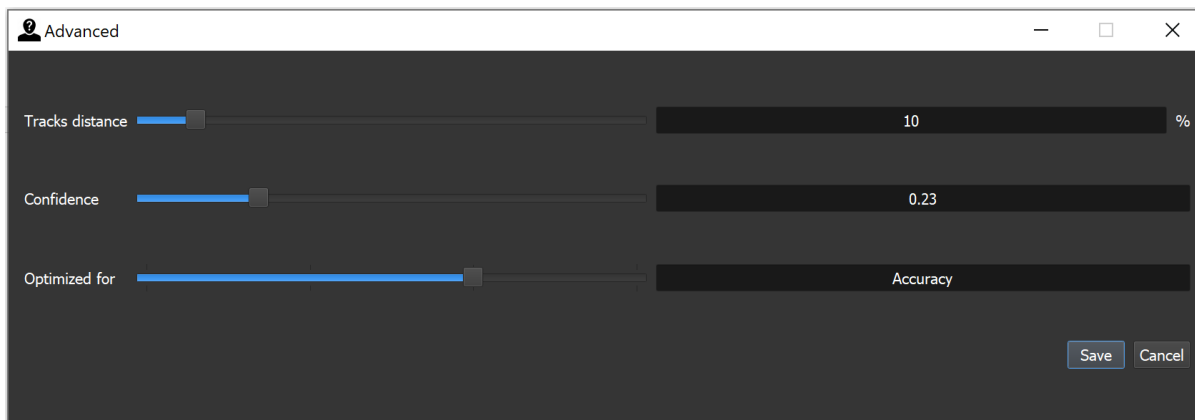 Advanced
Tracks distance 10 %
Confidence 0.23
Optimized for Accuracy
Save Cancel